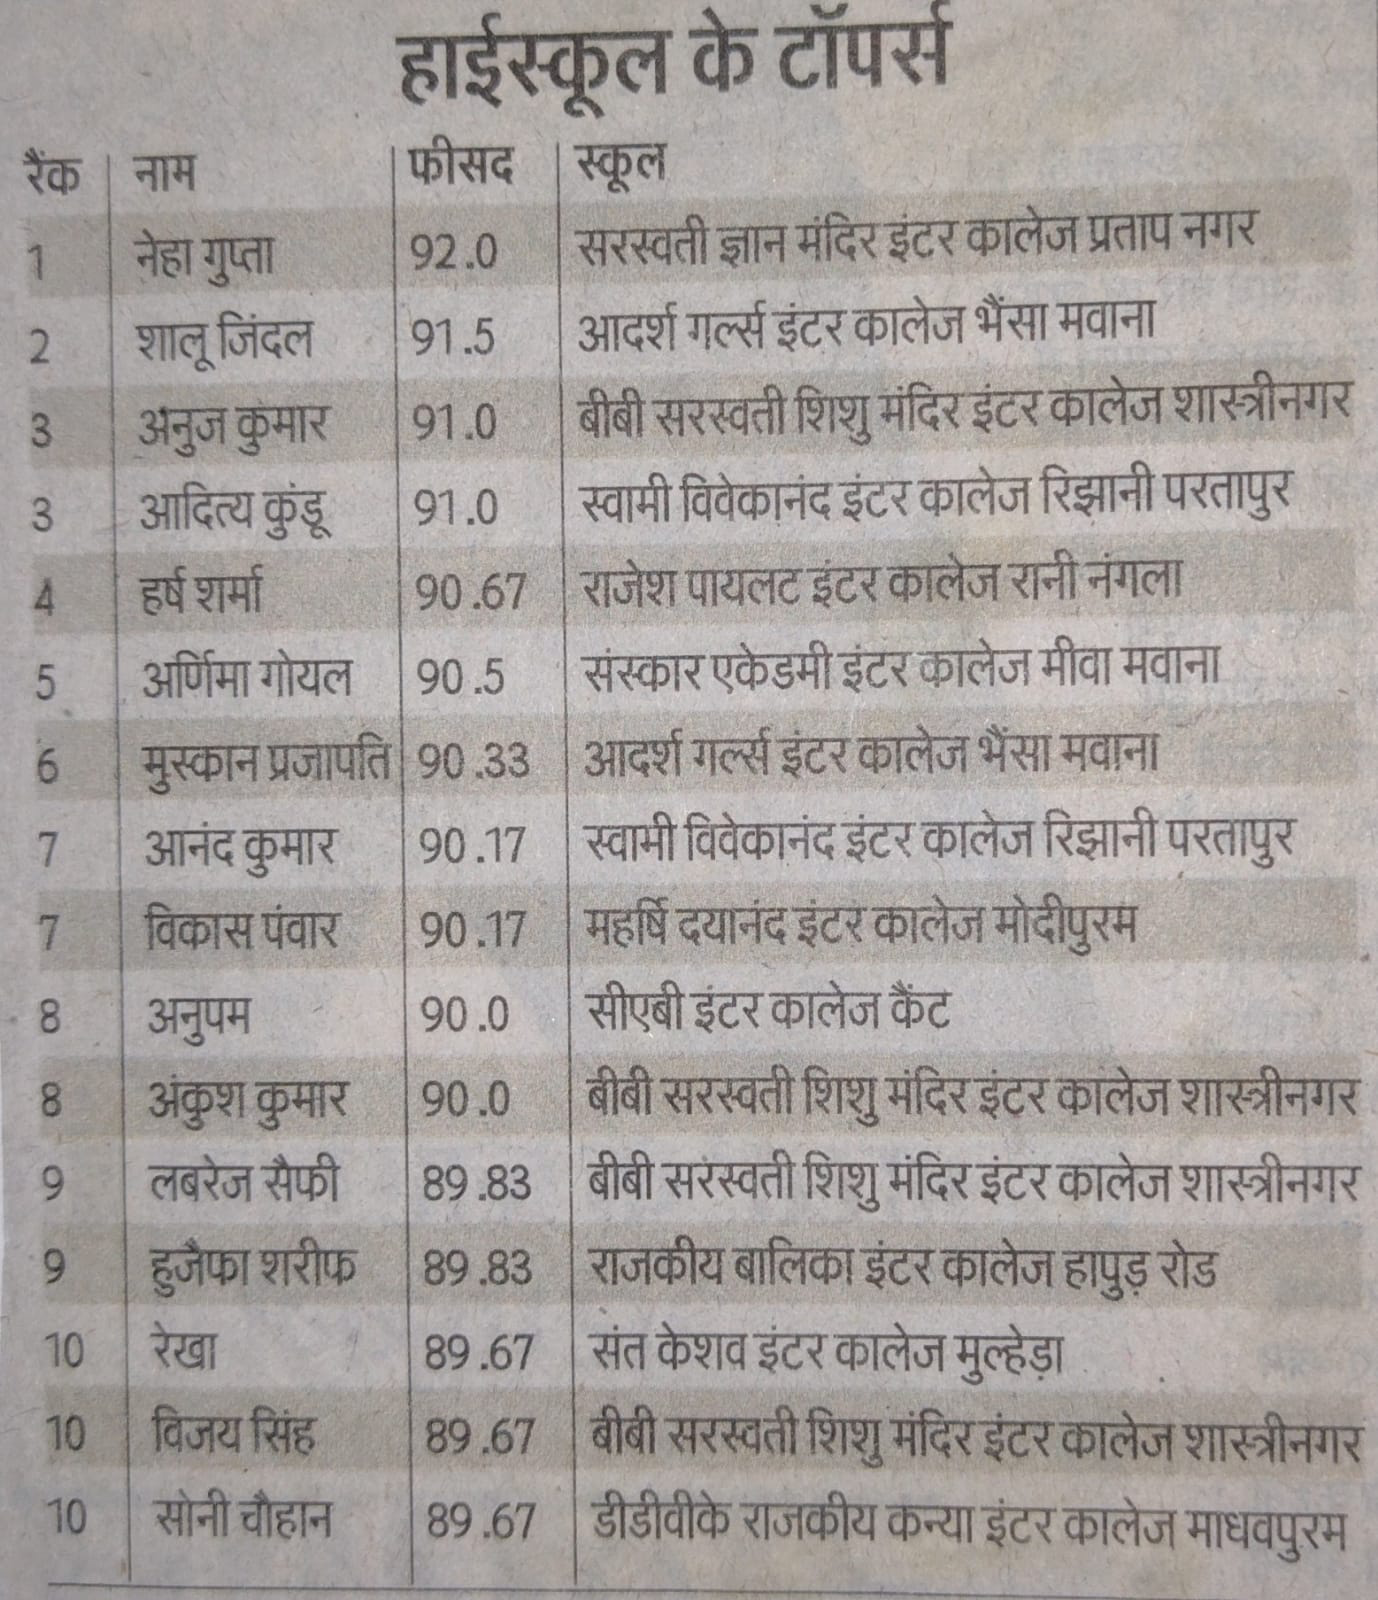 हाईस्कूल के टॉपर्स
रैंक नाम फीसद स्कूल
1 नेहा गुप्ता 92.0 सरस्वती ज्ञान मंदिर इंटर कालेज प्रताप नगर
2 शालू जिंदल 91.5 आदर्श गर्ल्स इंटर कालेज भैंसा मवाना
3 अनुज कुमार 91.0 बीबी सरस्वती शिशु मंदिर इंटर कालेज शास्त्रीनगर
3 आदित्य कुंडू 91.0 स्वामी विवेकानंद इंटर कालेज रिझानी परतापुर
4 हर्ष शर्मा 90.67 राजेश पायलट इंटर कालेज रानी नंगला
5 अर्णिमा गोयल 90.5 संस्कार एकेडमी इंटर कालेज मीवा मवाना
6 मुस्कान प्रजापति 90.33 आदर्श गर्ल्स इंटर कालेज भैंसा मवाना
7 आनंद कुमार 90.17 स्वामी विवेकानंद इंटर कालेज रिझानी परतापुर
7 विकास पंवार 90.17 महर्षि दयानंद इंटर कालेज मोदीपुरम
8 अनुपम 90.0 सीएबी इंटर कालेज कैंट
8 अंकुश कुमार 90.0 बीबी सरस्वती शिशु मंदिर इंटर कालेज शास्त्रीनगर
9 लबरेज सैफी 89.83 बीबी सरस्वती शिशु मंदिर इंटर कालेज शास्त्रीनगर
9 हुजैफा शरीफ 89.83 राजकीय बालिका इंटर कालेज हापुड़ रोड
10 रेखा 89.67 संत केशव इंटर कालेज मुल्हेड़ा
10 विजय सिंह 89.67 बीबी सरस्वती शिशु मंदिर इंटर कालेज शास्त्रीनगर
10 सोनी चौहान 89.67 डीडीवीके राजकीय कन्या इंटर कालेज माधवपुरम